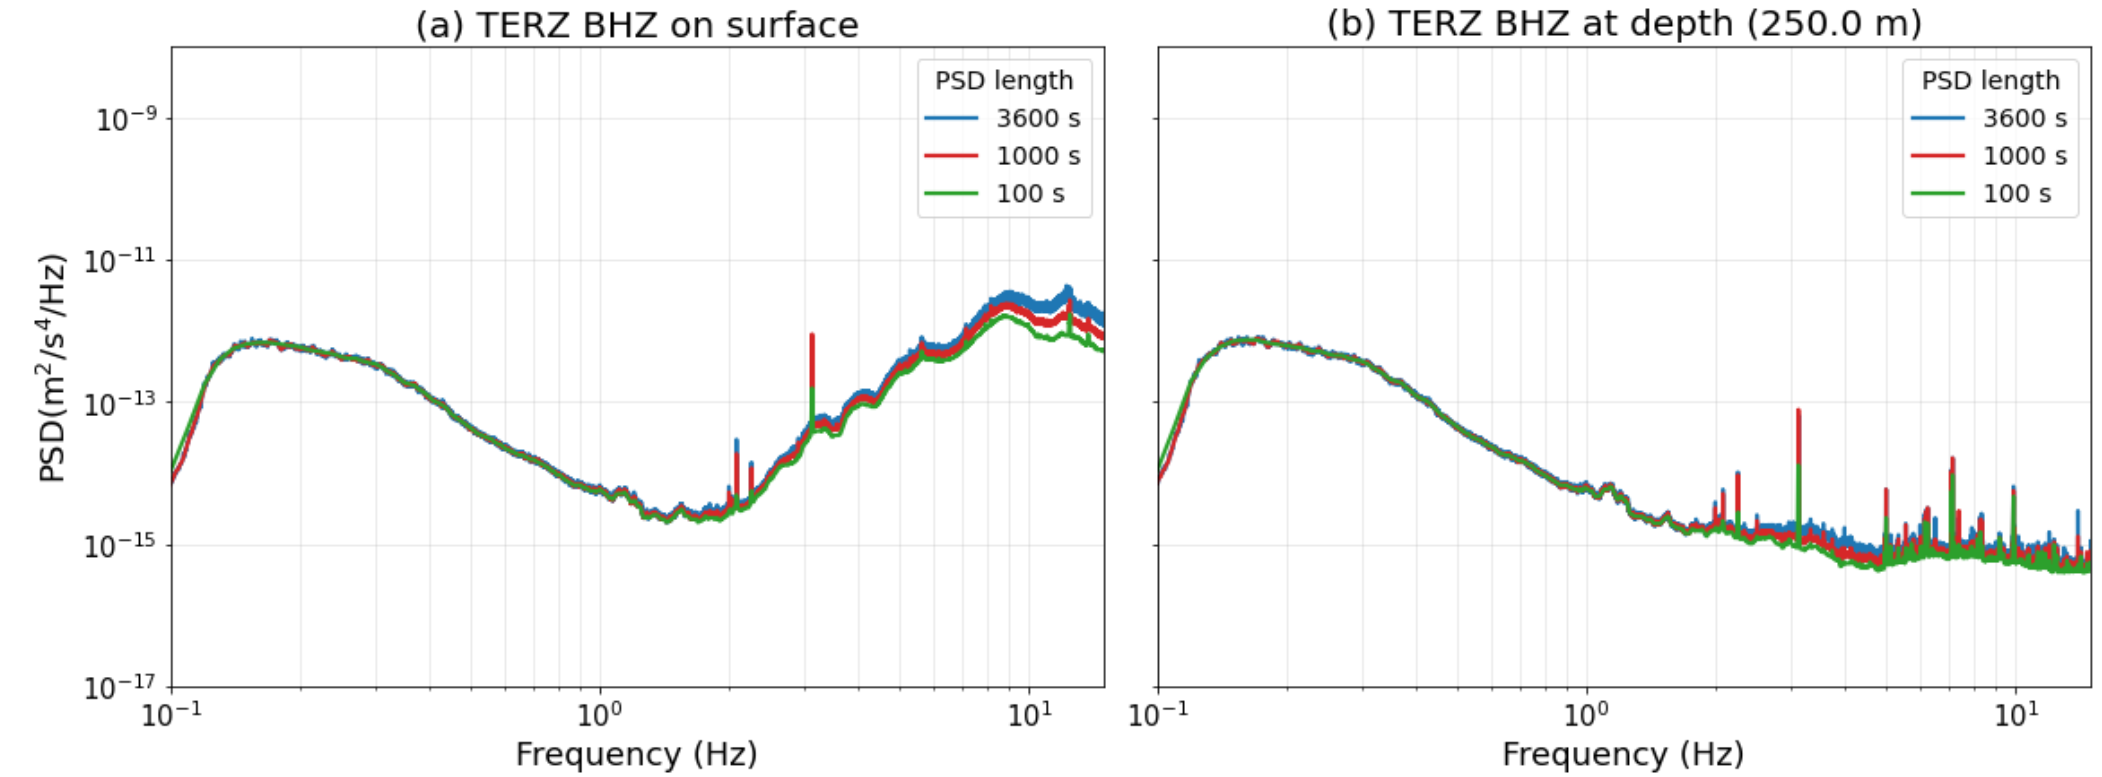 (a) TERZ BHZ on surface
PSD length
3600 s
1000 s
100 s
PSD(m²/s⁴/Hz)
10⁻⁹
10⁻¹¹
10⁻¹³
10⁻¹⁵
10⁻¹⁷
10⁻¹
10⁰
10¹
Frequency (Hz)
(b) TERZ BHZ at depth (250.0 m)
PSD length
3600 s
1000 s
100 s
10⁻¹
10⁰
10¹
Frequency (Hz)